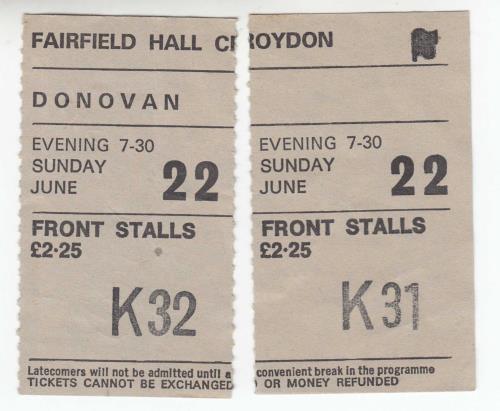 FAIRFIELD HALL CROYDON
DONOVAN
EVENING 7-30
SUNDAY
JUNE 22
FRONT STALLS
£2·25
K32
Latecomers will not be admitted until a
TICKETS CANNOT BE EXCHANGED
EVENING 7-30
SUNDAY
JUNE 22
FRONT STALLS
£2·25
K31
convenient break in the programme
O OR MONEY REFUNDED